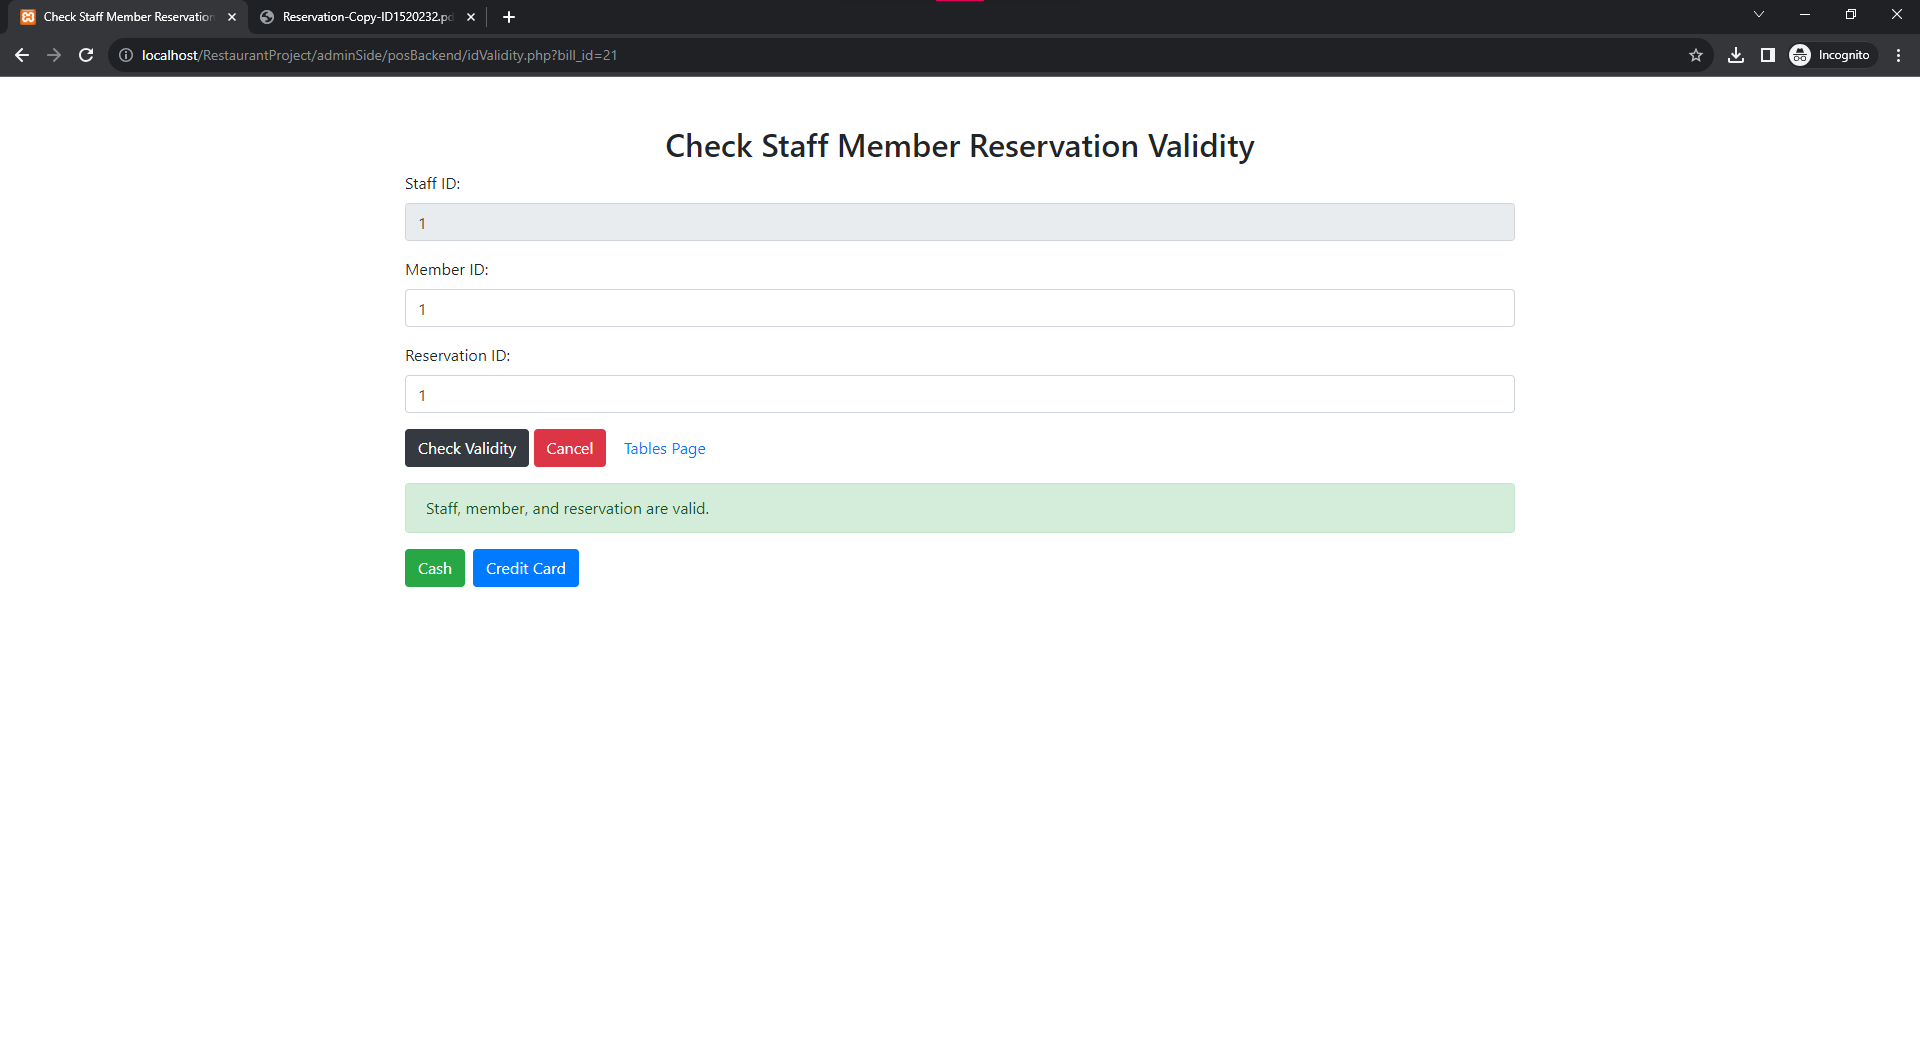 Check Staff Member Reservation
Reservation-Copy-ID1520232.pd
localhost/RestaurantProject/adminSide/posBackend/idValidity.php?bill_id=21
Incognito
Check Staff Member Reservation Validity
Staff ID:
1
Member ID:
1
Reservation ID:
1
Check Validity Cancel Tables Page
Staff, member, and reservation are valid.
Cash Credit Card